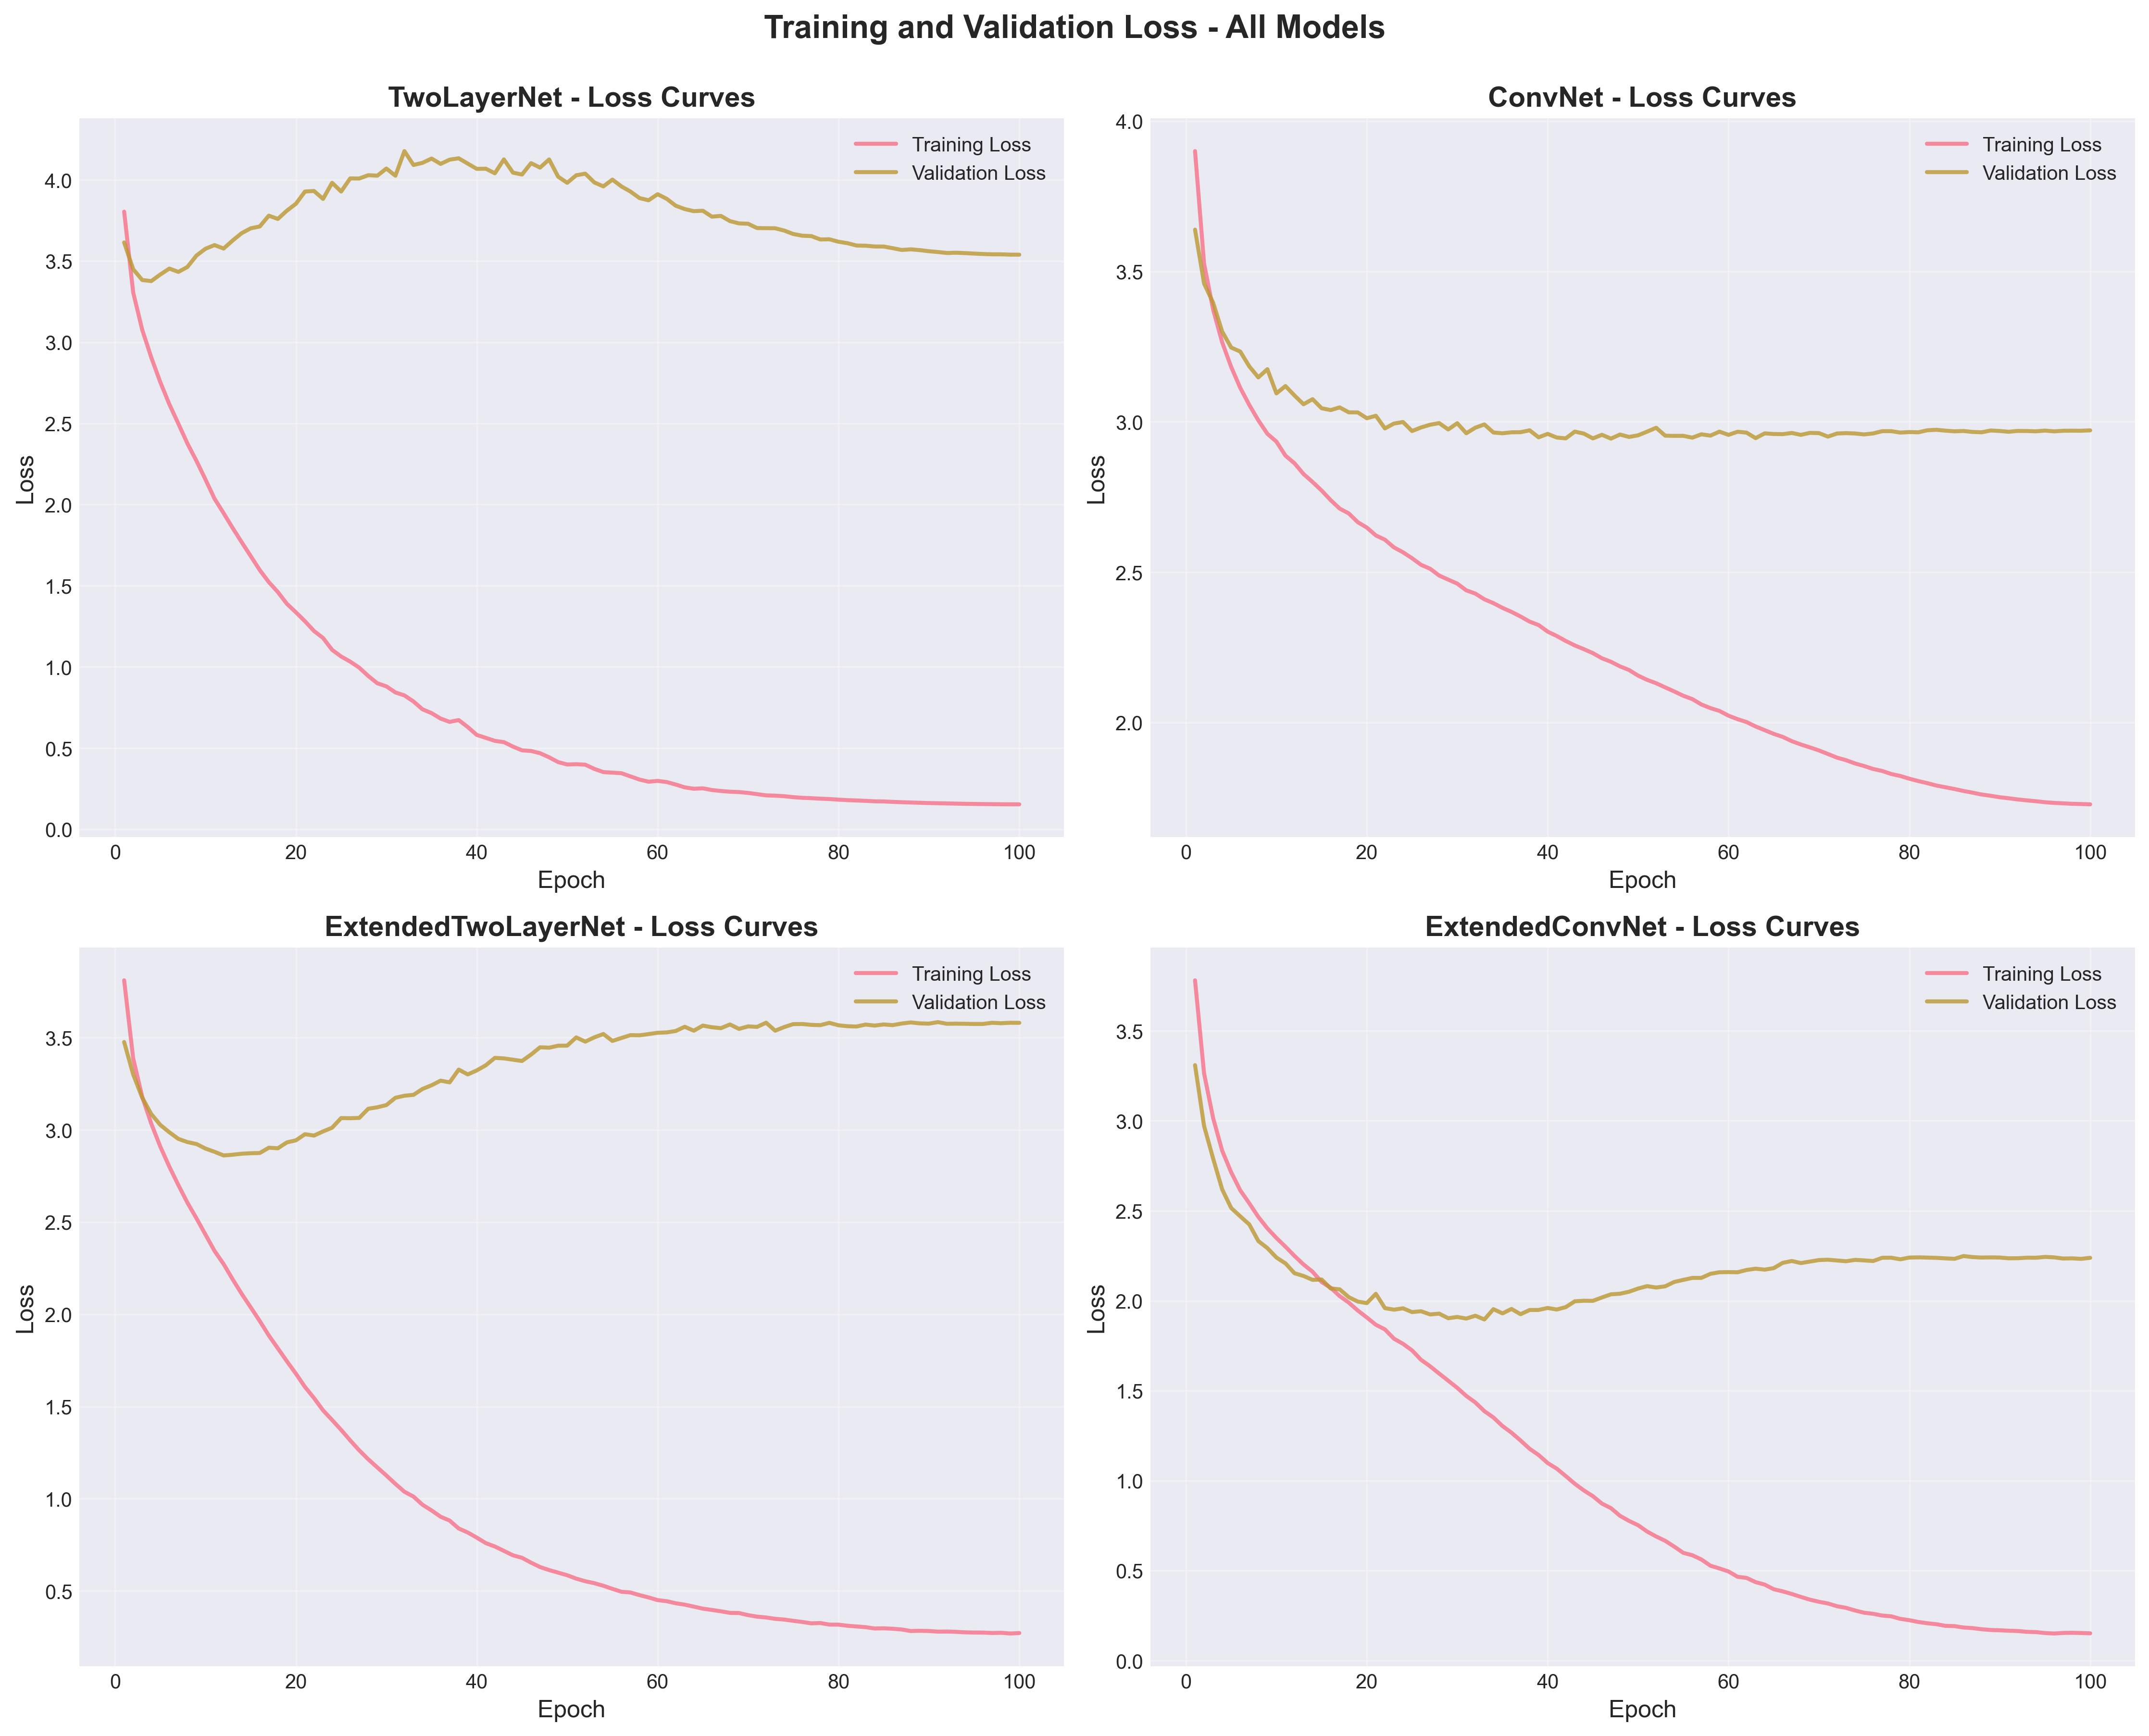 Training and Validation Loss - All Models
TwoLayerNet - Loss Curves
Training Loss
Validation Loss
4.0
3.5
3.0
2.5
2.0
1.5
1.0
0.5
0.0
Loss
0 20 40 60 80 100
Epoch
ConvNet - Loss Curves
Training Loss
Validation Loss
4.0
3.5
3.0
2.5
2.0
Loss
0 20 40 60 80 100
Epoch
ExtendedTwoLayerNet - Loss Curves
Training Loss
Validation Loss
3.5
3.0
2.5
2.0
1.5
1.0
0.5
Loss
0 20 40 60 80 100
Epoch
ExtendedConvNet - Loss Curves
Training Loss
Validation Loss
3.5
3.0
2.5
2.0
1.5
1.0
0.5
0.0
Loss
0 20 40 60 80 100
Epoch